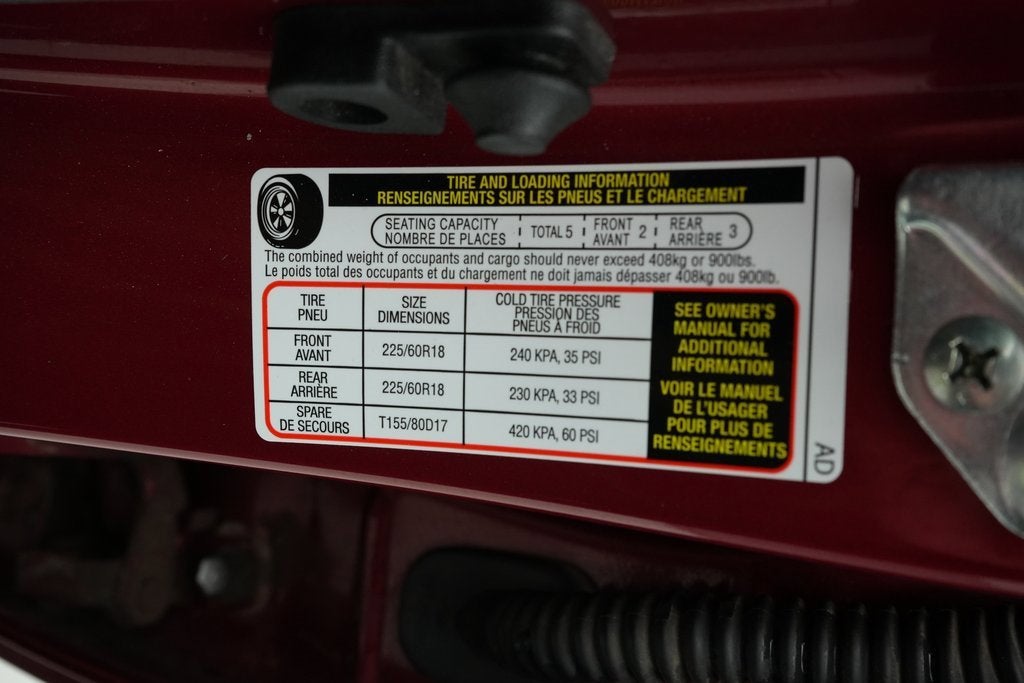 TIRE AND LOADING INFORMATION
RENSEIGNEMENTS SUR LES PNEUS ET LE CHARGEMENT
SEATING CAPACITY
NOMBRE DE PLACES
TOTAL 5
FRONT
AVANT 2
REAR
ARRIÈRE 3
The combined weight of occupants and cargo should never exceed 408kg or 900lbs.
Le poids total des occupants et du chargement ne doit jamais dépasser 408kg ou 900lb.
TIRE
PNEU
SIZE
DIMENSIONS
COLD TIRE PRESSURE
PRESSION DES
PNEUS À FROID
FRONT
AVANT
225/60R18
240 KPA, 35 PSI
REAR
ARRIÈRE
225/60R18
230 KPA, 33 PSI
SPARE
DE SECOURS
T155/80D17
420 KPA, 60 PSI
SEE OWNER'S
MANUAL FOR
ADDITIONAL
INFORMATION
VOIR LE MANUEL
DE L'USAGER
POUR PLUS DE
RENSEIGNEMENTS
AD